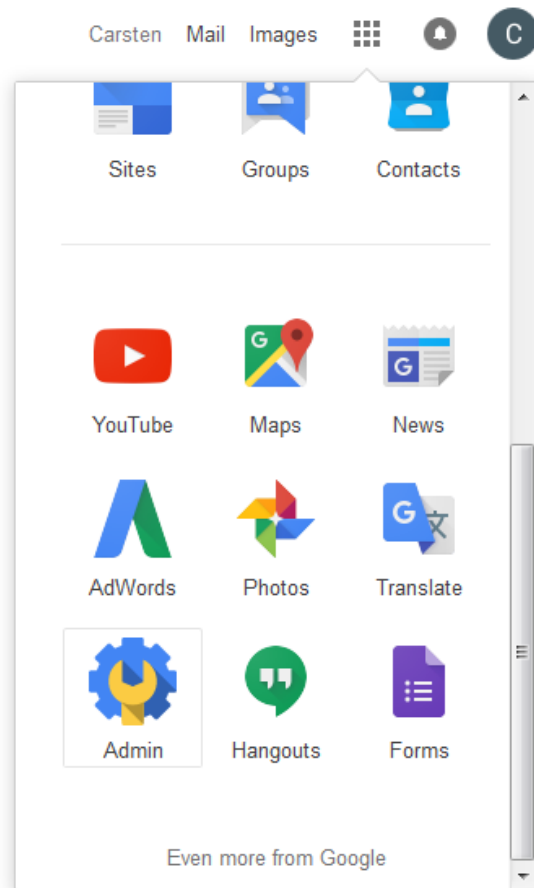 Carsten Mail Images C
Sites Groups Contacts
G G
YouTube Maps News
G 文
AdWords Photos Translate
Admin Hangouts Forms
Even more from Google